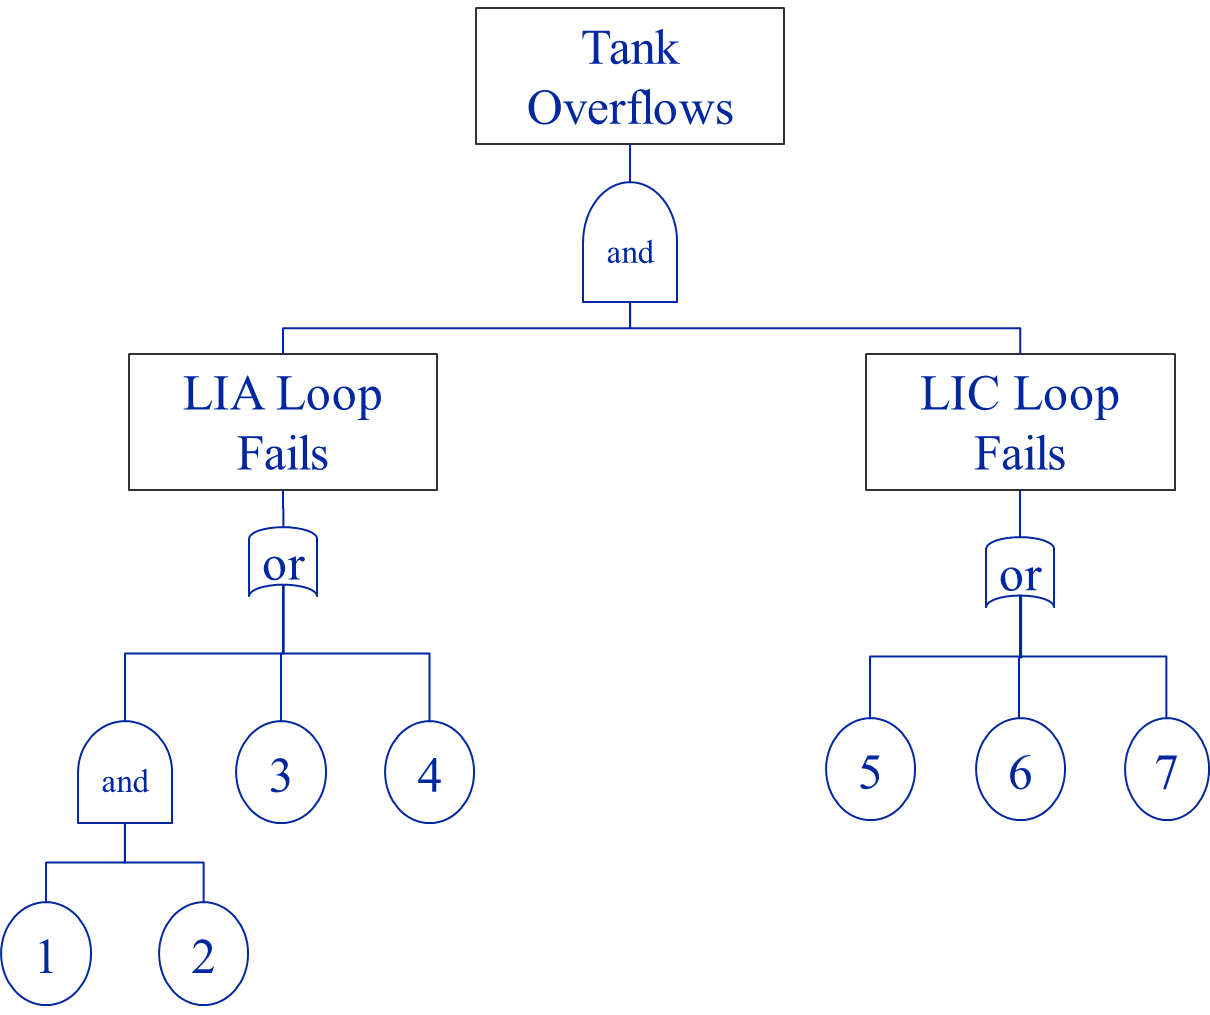 Tank
Overflows
and
LIA Loop
Fails
LIC Loop
Fails
or
or
and
3
4
5
6
7
1
2